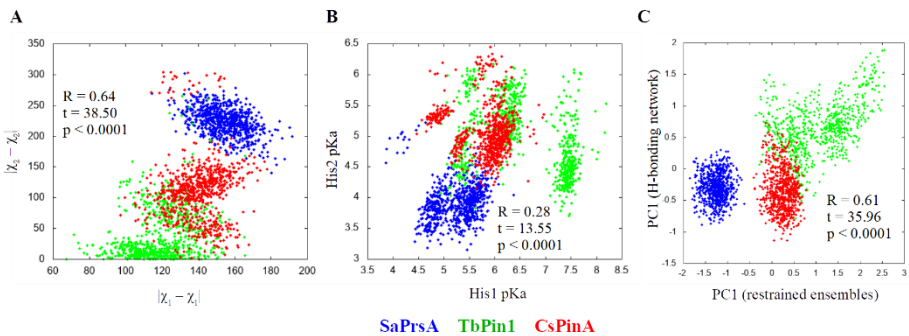 A
B
C
350
300
250
200
150
100
50
0
R = 0.64
t = 38.50
p < 0.0001
|χ2 – χ2|
60 80 100 120 140 160 180 200
|χ1 – χ1|
6.5
6
5.5
5
4.5
4
3.5
3
His2 pKa
R = 0.28
t = 13.55
p < 0.0001
3.5 4 4.5 5 5.5 6 6.5 7 7.5 8 8.5
His1 pKa
2
1.5
1
0.5
0
-0.5
-1
-1.5
PC1 (H-bonding network)
R = 0.61
t = 35.96
p < 0.0001
-2 -1.5 -1 -0.5 0 0.5 1 1.5 2 2.5 3
PC1 (restrained ensembles)
SaPrsA TbPin1 CsPinA